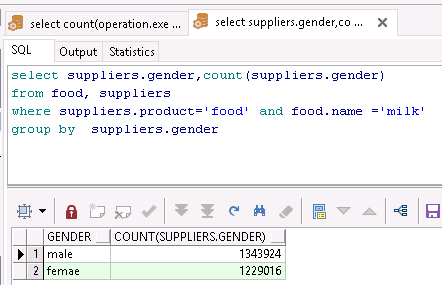 select count(operation.exe ...
select suppliers.gender,co ...
SQL Output Statistics
select suppliers.gender,count(suppliers.gender)
from food, suppliers
where suppliers.product='food' and food.name ='milk'
group by suppliers.gender
GENDER COUNT(SUPPLIERS.GENDER)
1 male 1343924
2 femae 1229016